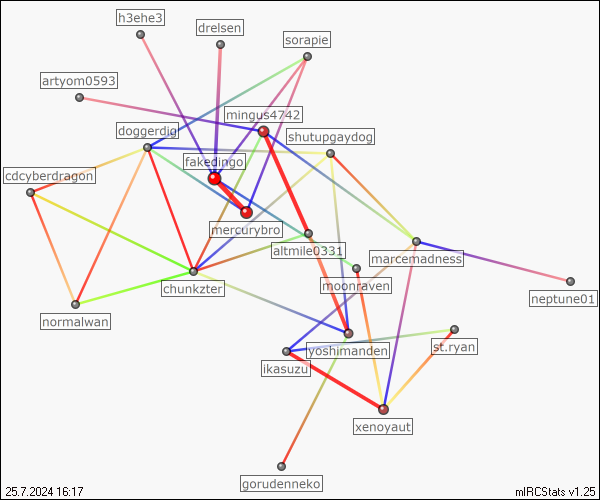 h3ehe3
drelsen
sorapie
artyom0593
mingus4742
doggerdig
shutupgaydog
fakedingo
cdcyberdragon
mercurybro
altmile0331
marcemadness
moonraven
chunkzter
neptune01
normalwan
yoshimanden
st.ryan
ikasuzu
xenoyaut
gorudenneko
25.7.2024 16:17
mIRCStats v1.25